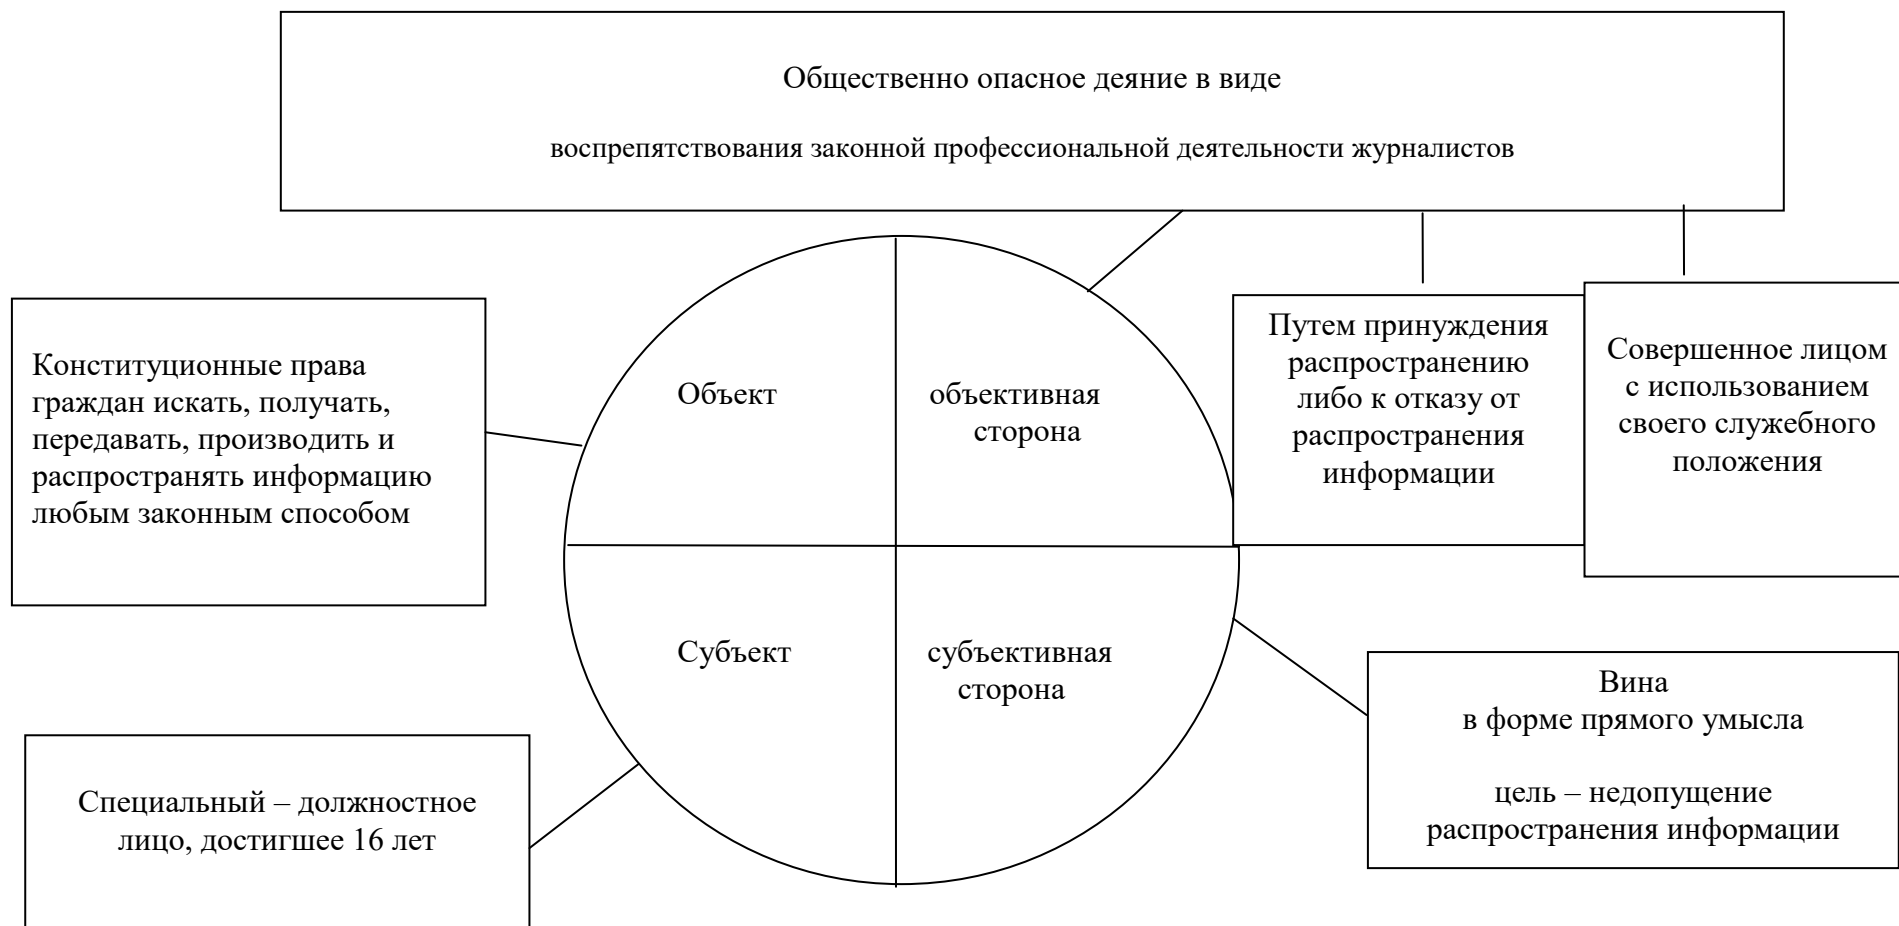 Общественно опасное деяние в виде
воспрепятствования законной профессиональной деятельности журналистов
Конституционные права
граждан искать, получать,
передавать, производить и
распространять информацию
любым законным способом
Объект
объективная
сторона
Путем принуждения
распространению
либо к отказу от
распространения
информации
Совершенное лицом
с использованием
своего служебного
положения
Субъект
субъективная
сторона
Вина
в форме прямого умысла
цель – недопущение
распространения информации
Специальный – должностное
лицо, достигшее 16 лет